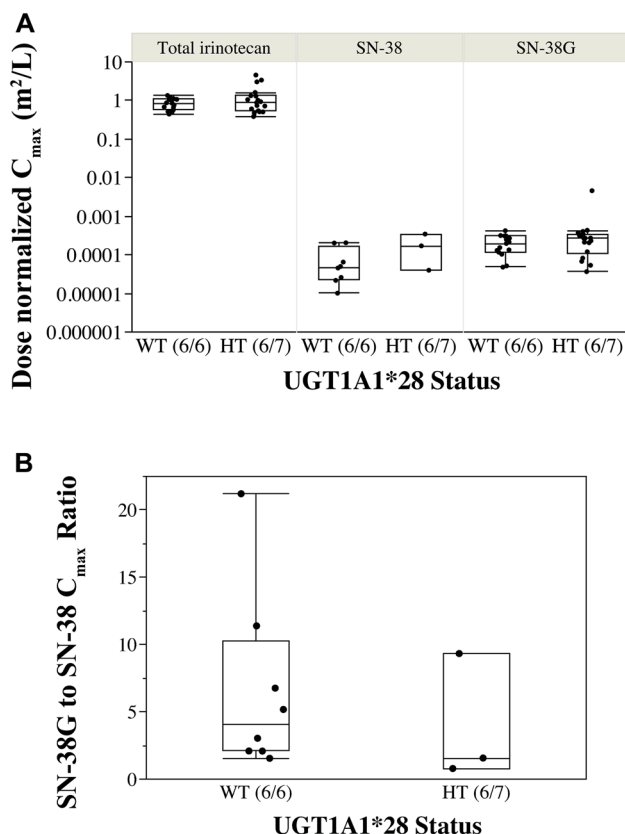 A
Total irinotecan SN-38 SN-38G
Dose normalized Cmax (m²/L)
10
1
0.1
0.01
0.001
0.0001
0.00001
0.000001
WT (6/6) HT (6/7) WT (6/6) HT (6/7) WT (6/6) HT (6/7)
UGT1A1*28 Status
B
SN-38G to SN-38 Cmax Ratio
20
15
10
5
0
WT (6/6) HT (6/7)
UGT1A1*28 Status